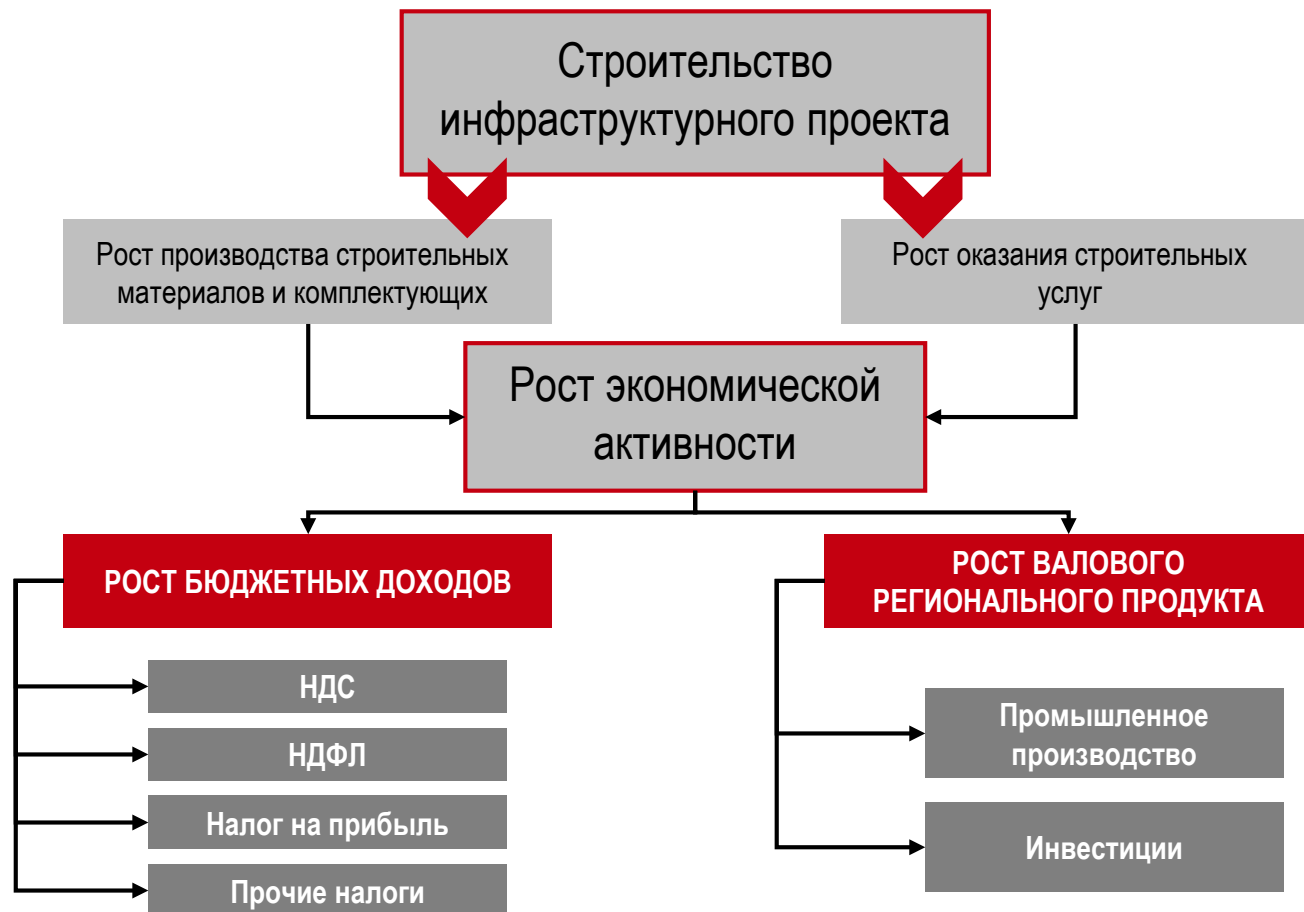 Строительство
инфраструктурного проекта
Рост производства строительных
материалов и комплектующих
Рост оказания строительных
услуг
Рост экономической
активности
РОСТ БЮДЖЕТНЫХ ДОХОДОВ
РОСТ ВАЛОВОГО
РЕГИОНАЛЬНОГО ПРОДУКТА
НДС
НДФЛ
Налог на прибыль
Прочие налоги
Промышленное
производство
Инвестиции